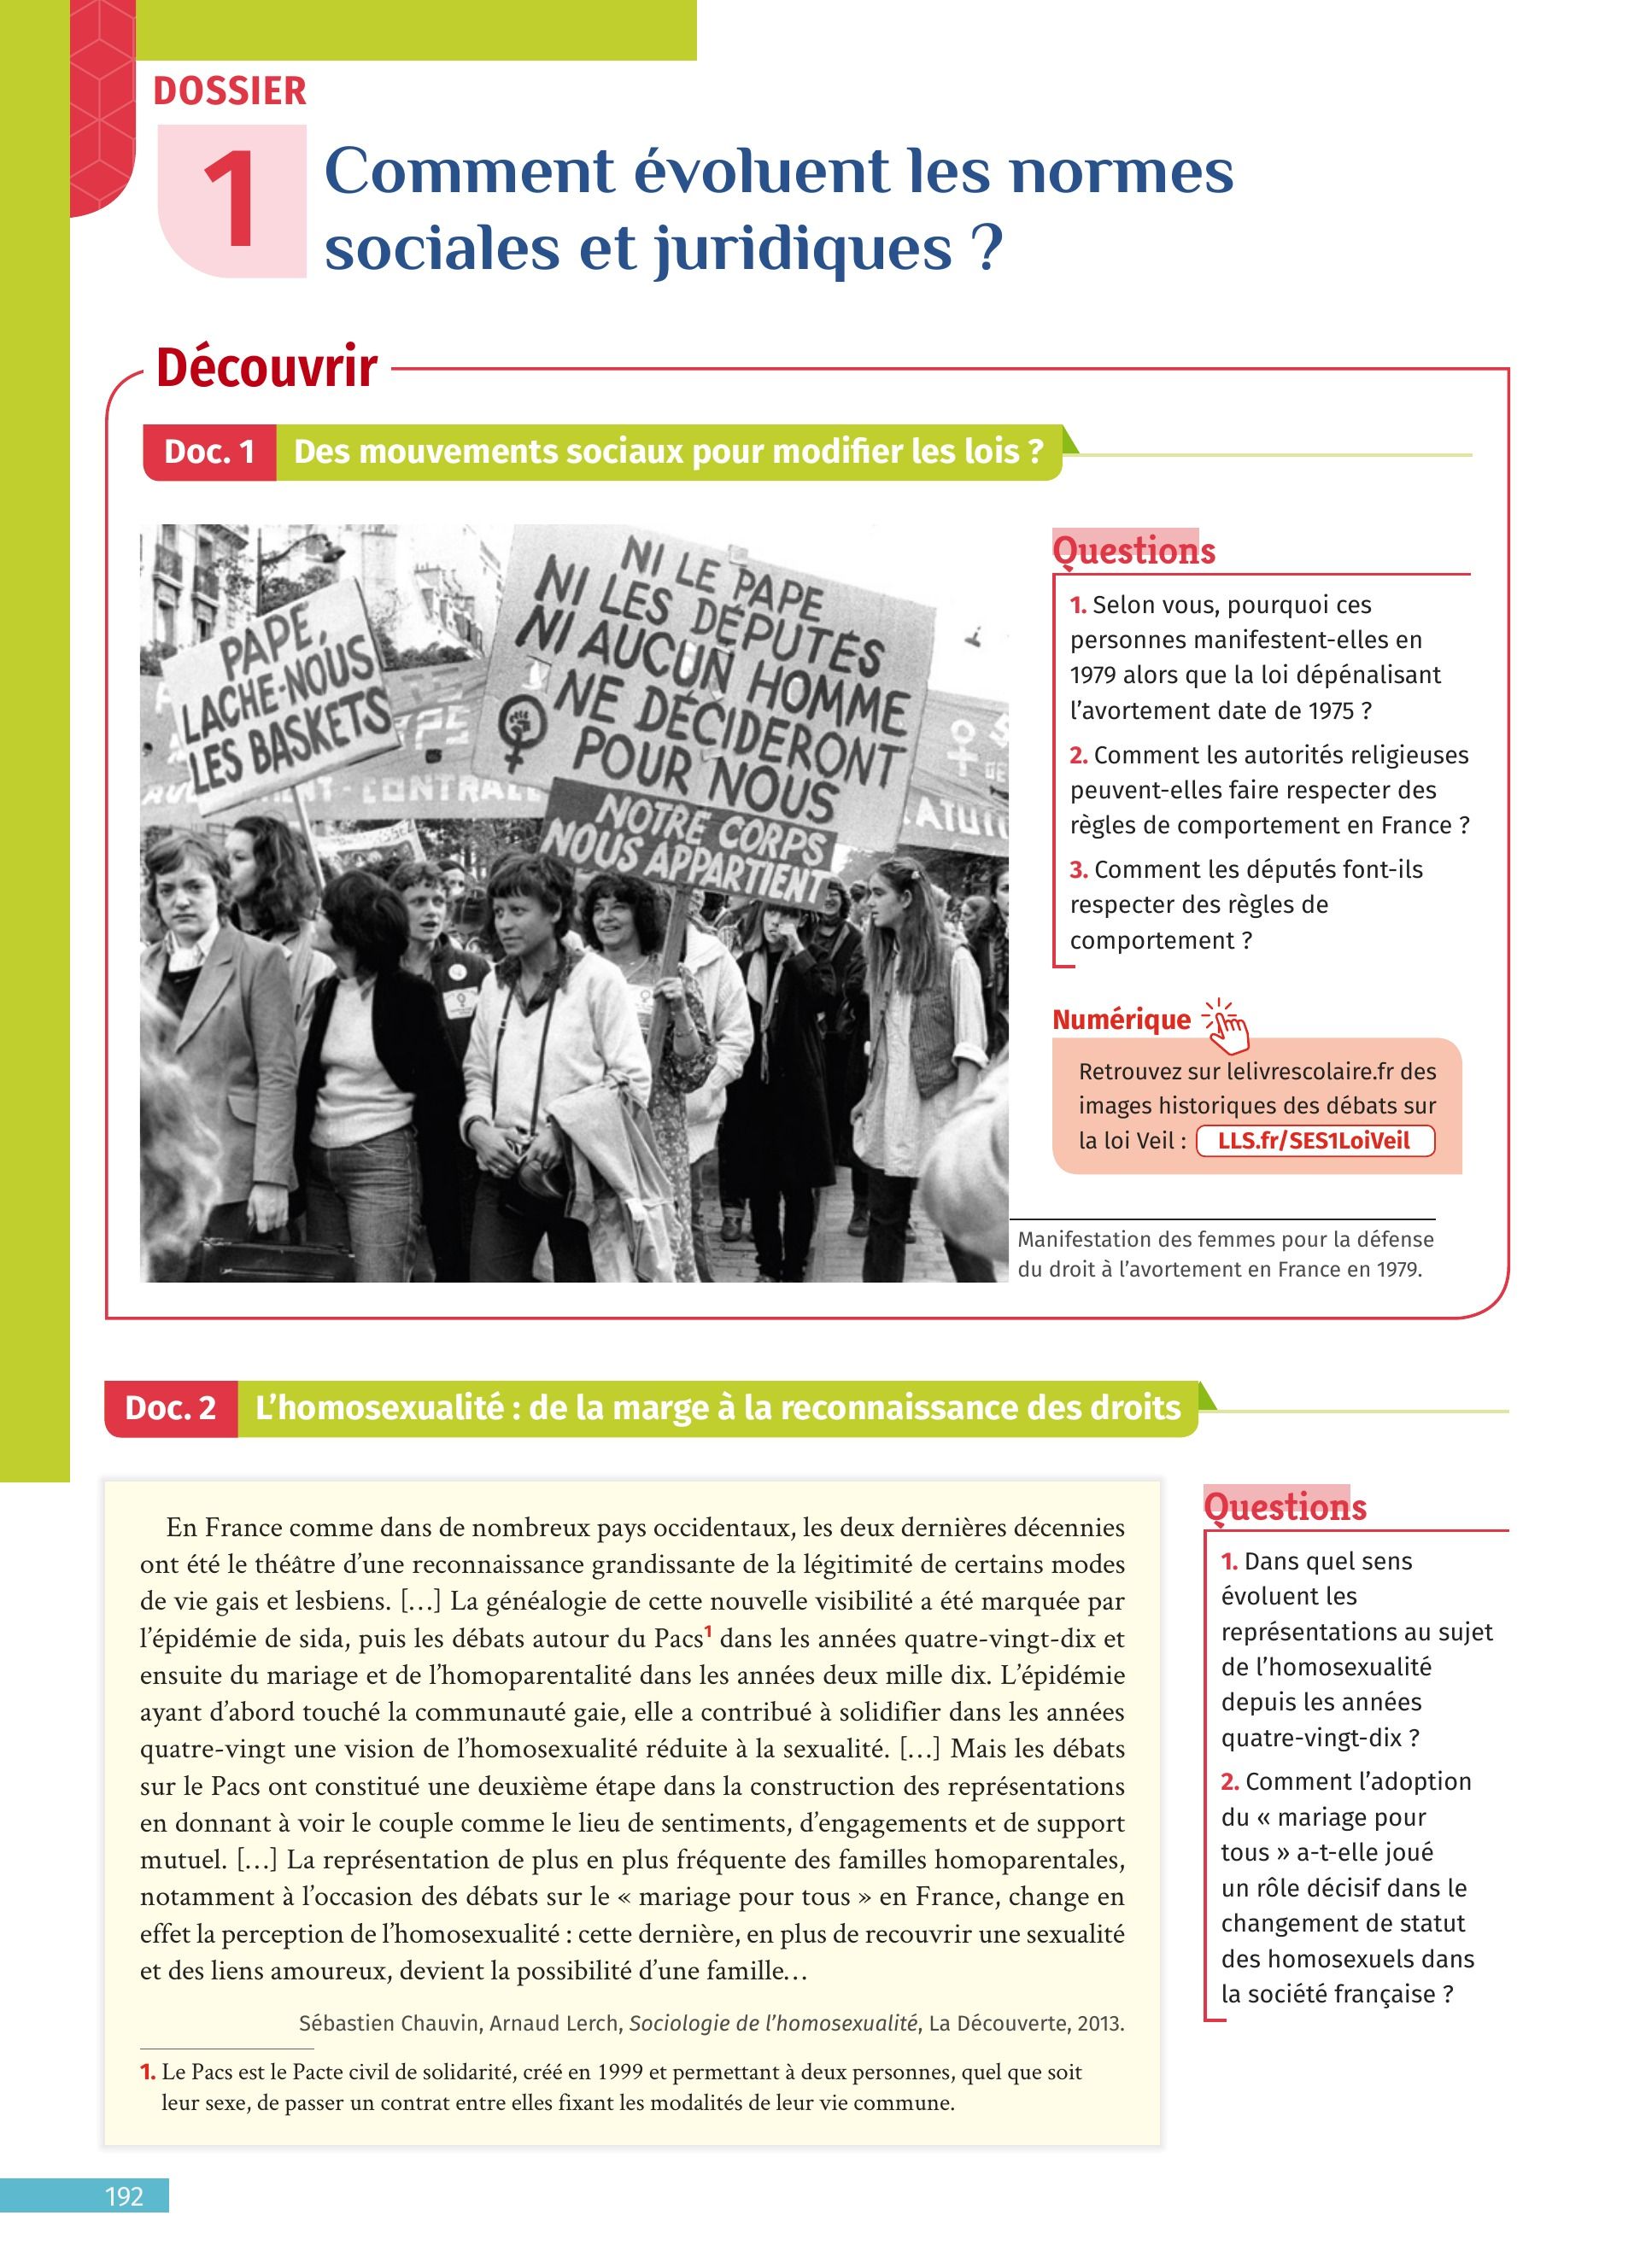 DOSSIER
1
Comment évoluent les normes
sociales et juridiques ?
Découvrir
Doc. 1 Des mouvements sociaux pour modifier les lois ?
PAPE,
LACHE-NOUS
LES BASKETS
NI LE PAPE
NI LES DÉPUTÉS
NI AUCUN HOMME
NE DÉCIDERONT
POUR NOUS
NOTRE CORPS
NOUS APPARTIENT
Questions
1. Selon vous, pourquoi ces
personnes manifestent-elles en
1979 alors que la loi dépénalisant
l’avortement date de 1975 ?
2. Comment les autorités religieuses
peuvent-elles faire respecter des
règles de comportement en France ?
3. Comment les députés font-ils
respecter des règles de
comportement ?
Numérique
Retrouvez sur lelivrescolaire.fr des
images historiques des débats sur
la loi Veil : LLS.fr/SES1LoiVeil
Manifestation des femmes pour la défense
du droit à l’avortement en France en 1979.
Doc. 2 L’homosexualité : de la marge à la reconnaissance des droits
En France comme dans de nombreux pays occidentaux, les deux dernières décennies
ont été le théâtre d’une reconnaissance grandissante de la légitimité de certains modes
de vie gais et lesbiens. […] La généalogie de cette nouvelle visibilité a été marquée par
l’épidémie de sida, puis les débats autour du Pacs1 dans les années quatre-vingt-dix et
ensuite du mariage et de l’homoparentalité dans les années deux mille dix. L’épidémie
ayant d’abord touché la communauté gaie, elle a contribué à solidifier dans les années
quatre-vingt une vision de l’homosexualité réduite à la sexualité. […] Mais les débats
sur le Pacs ont constitué une deuxième étape dans la construction des représentations
en donnant à voir le couple comme le lieu de sentiments, d’engagements et de support
mutuel. […] La représentation de plus en plus fréquente des familles homoparentales,
notamment à l’occasion des débats sur le « mariage pour tous » en France, change en
effet la perception de l’homosexualité : cette dernière, en plus de recouvrir une sexualité
et des liens amoureux, devient la possibilité d’une famille…
Sébastien Chauvin, Arnaud Lerch, Sociologie de l’homosexualité, La Découverte, 2013.
1. Le Pacs est le Pacte civil de solidarité, créé en 1999 et permettant à deux personnes, quel que soit
leur sexe, de passer un contrat entre elles fixant les modalités de leur vie commune.
Questions
1. Dans quel sens
évoluent les
représentations au sujet
de l’homosexualité
depuis les années
quatre-vingt-dix ?
2. Comment l’adoption
du « mariage pour
tous » a-t-elle joué
un rôle décisif dans le
changement de statut
des homosexuels dans
la société française ?
192